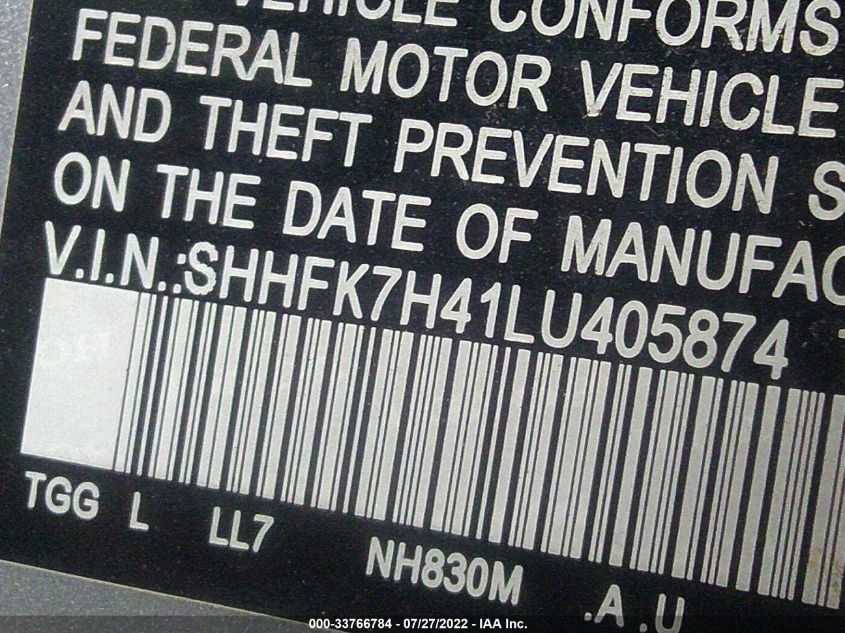 VEHICLE CONFORMS
FEDERAL MOTOR VEHICLE
AND THEFT PREVENTION S
ON THE DATE OF MANUFAC
V.I.N.:SHHFK7H41LU405874
TGG L LL7 NH830M .A.U
000-33766784 - 07/27/2022 - IAA Inc.